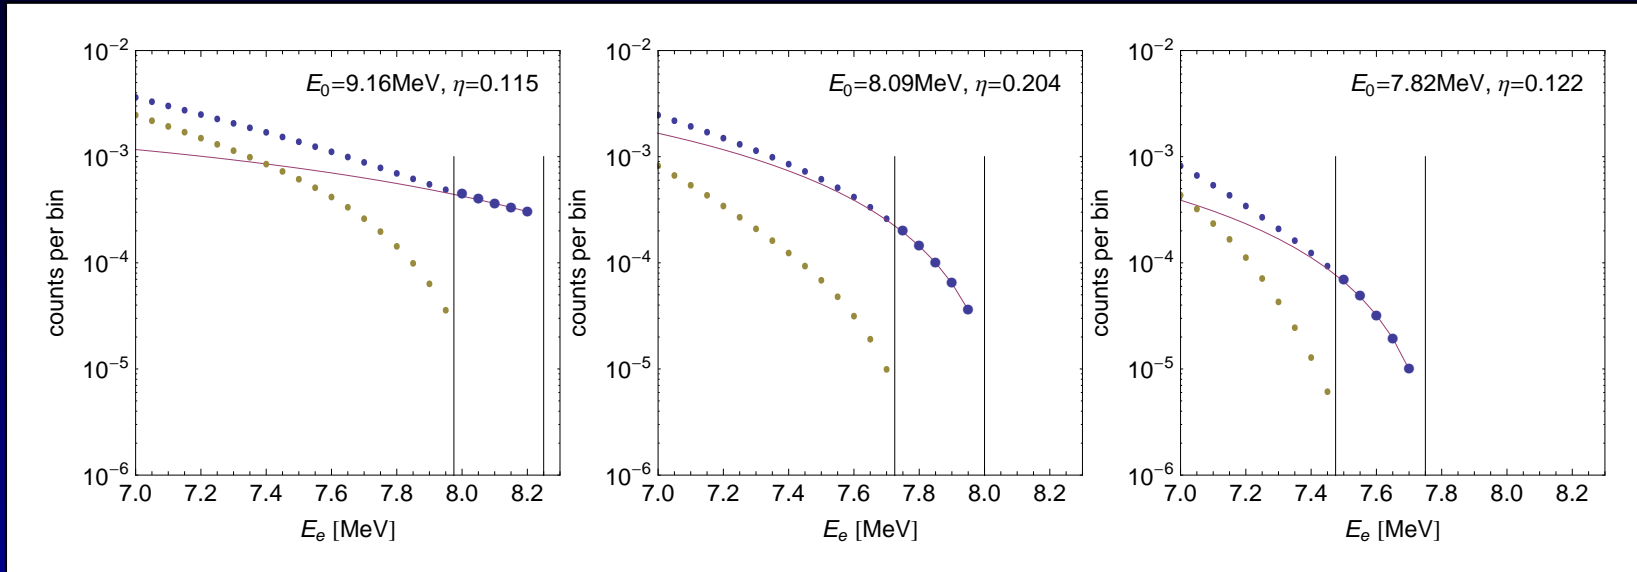 E₀=9.16MeV, η=0.115
10⁻²
10⁻³
10⁻⁴
10⁻⁵
10⁻⁶
counts per bin
7.0 7.2 7.4 7.6 7.8 8.0 8.2
Eₑ [MeV]
E₀=8.09MeV, η=0.204
10⁻²
10⁻³
10⁻⁴
10⁻⁵
10⁻⁶
counts per bin
7.0 7.2 7.4 7.6 7.8 8.0 8.2
Eₑ [MeV]
E₀=7.82MeV, η=0.122
10⁻²
10⁻³
10⁻⁴
10⁻⁵
10⁻⁶
counts per bin
7.0 7.2 7.4 7.6 7.8 8.0 8.2
Eₑ [MeV]